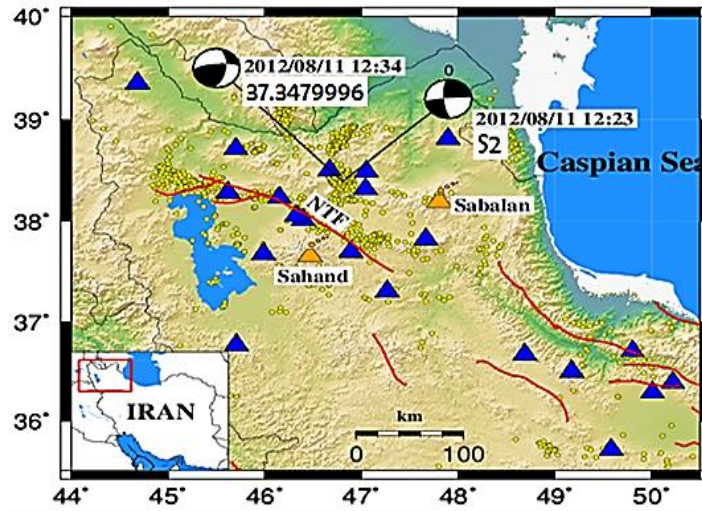 40°
39°
38°
37°
36°
2012/08/11 12:34
37.3479996
0
2012/08/11 12:23
S2
Caspian Sea
Sabalan
NTF
Sahand
IRAN
km
0 100
44° 45° 46° 47° 48° 49° 50°